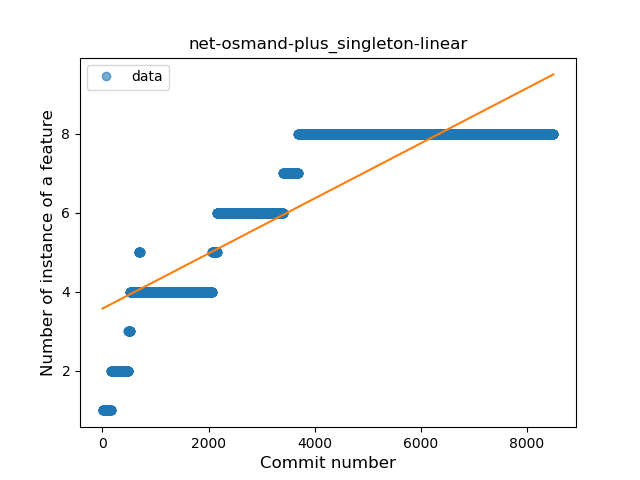 net-osmand-plus_singleton-linear
data
Number of instance of a feature
8
6
4
2
0
2000
4000
6000
8000
Commit number